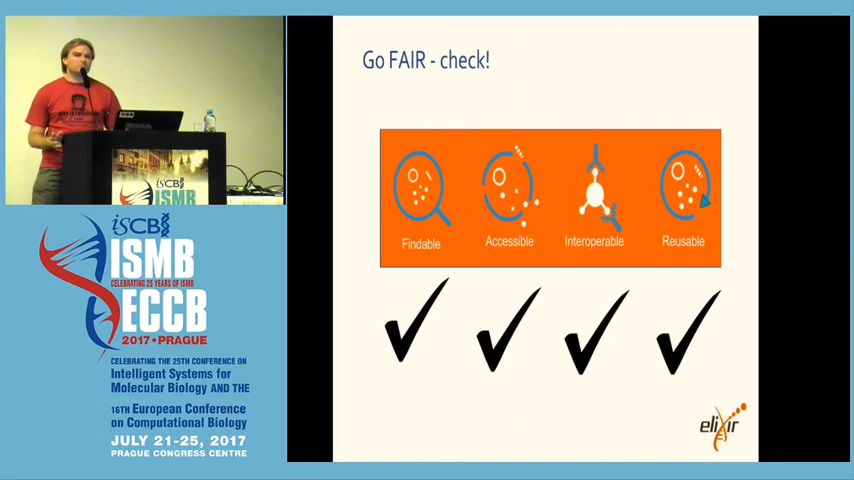 Go FAIR - check!
Findable
Accessible
Interoperable
Reusable
elixir
iSCB
ISMB
iSCB
ISMB
CELEBRATING 25 YEARS OF ISMB
ECCB
2017 • PRAGUE
CELEBRATING THE 25TH CONFERENCE ON
Intelligent Systems for
Molecular Biology AND THE
16TH European Conference
on Computational Biology
JULY 21-25, 2017
PRAGUE CONGRESS CENTRE